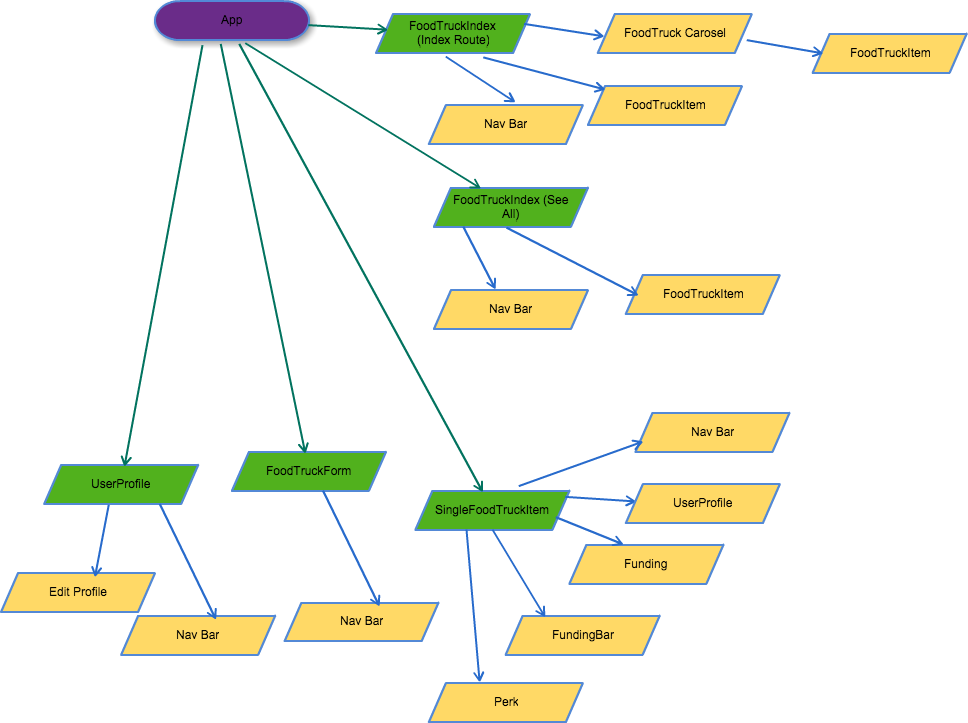 App
FoodTruckIndex
(Index Route)
FoodTruck Carosel
FoodTruckItem
FoodTruckItem
Nav Bar
FoodTruckIndex (See
All)
FoodTruckItem
Nav Bar
Nav Bar
UserProfile
FoodTruckForm
SingleFoodTruckItem
UserProfile
Funding
Edit Profile
Nav Bar
Nav Bar
FundingBar
Perk